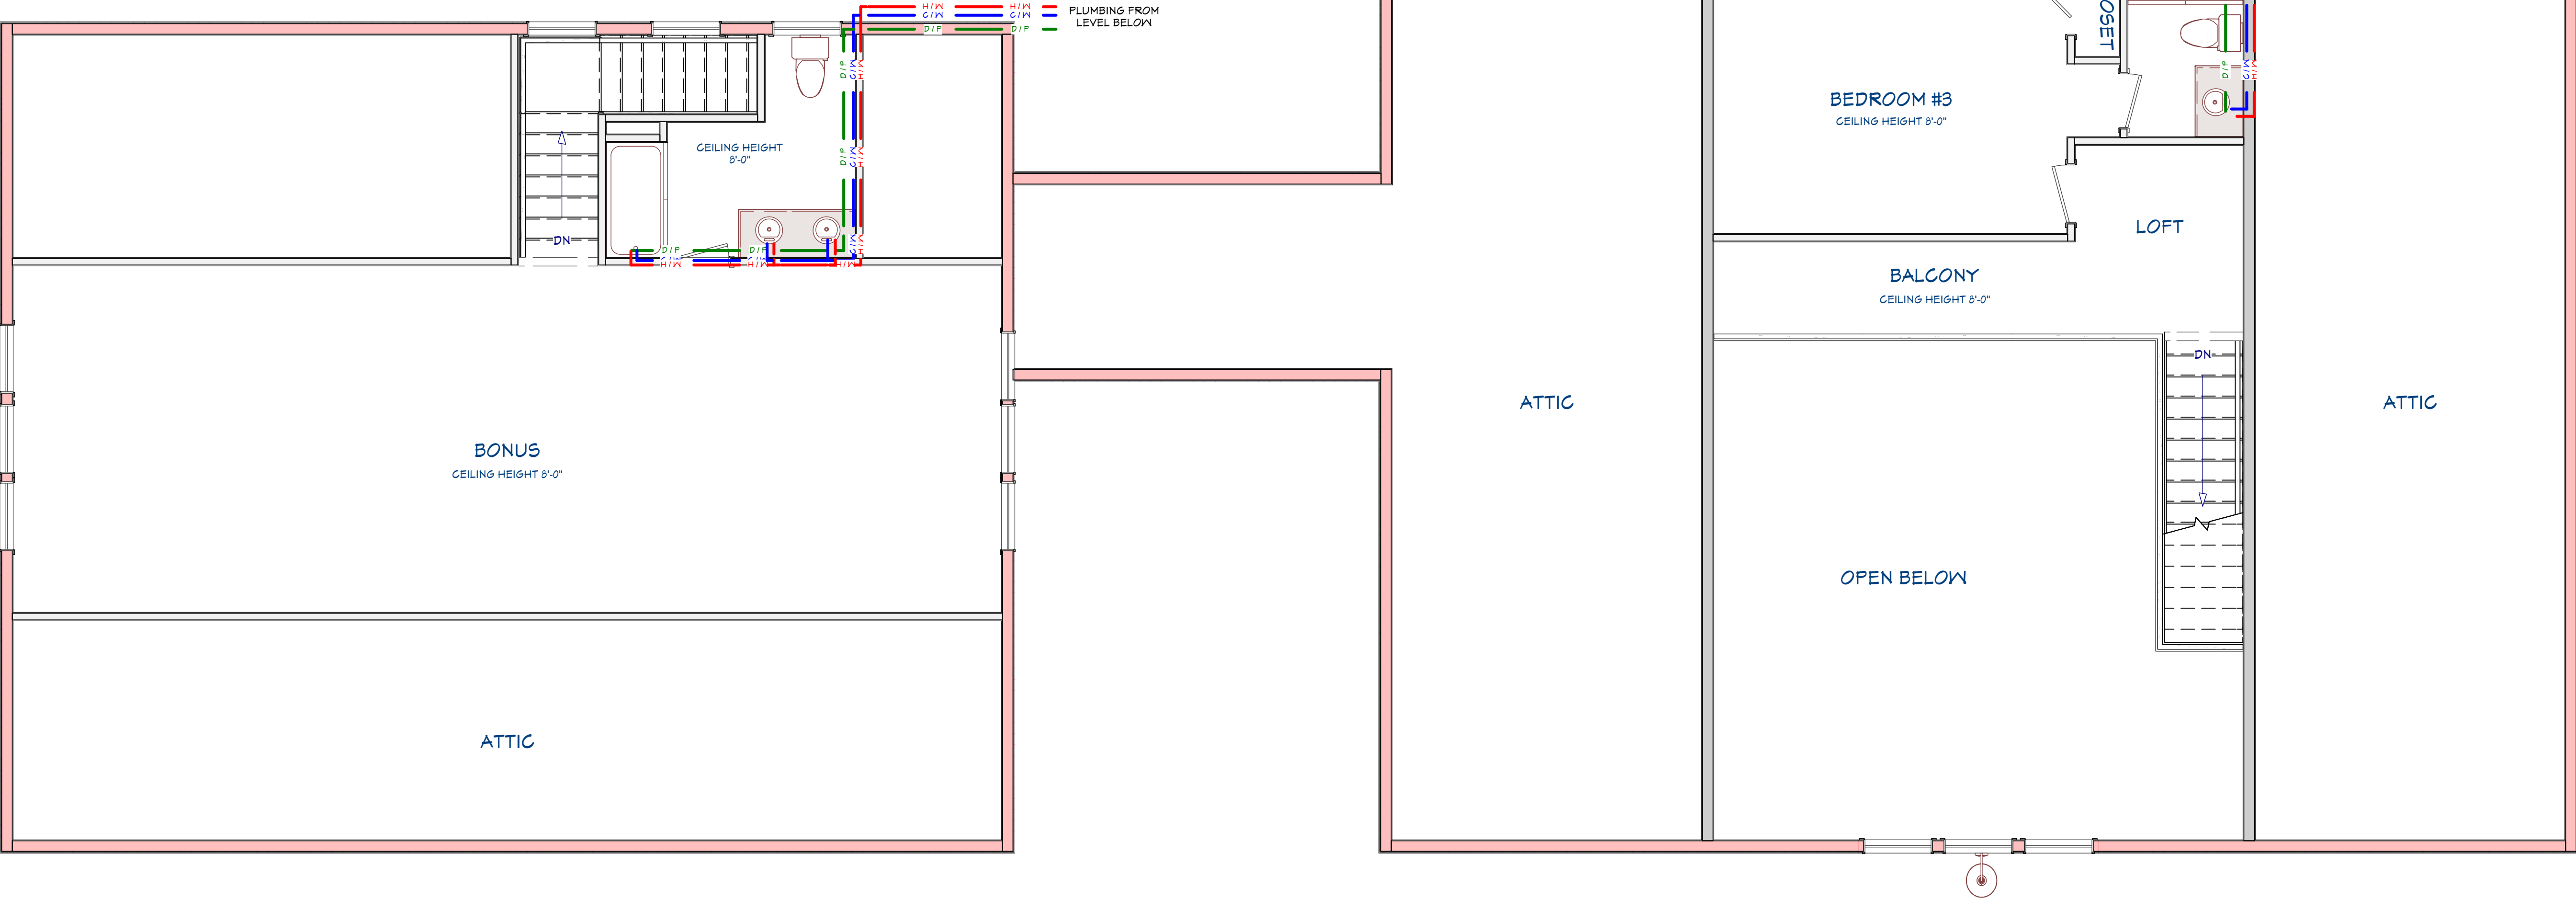 H/W
H/W
C/W
C/W
D/P
D/P
PLUMBING FROM
LEVEL BELOW
OSET
D/P
C/W
H/W
D/P
C/W
H/W
BEDROOM #3
CEILING HEIGHT 8'-0"
CEILING HEIGHT
8'-0"
D/P
C/W
H/W
LOFT
DN
C/W
H/W
D/P
D/P
H/W
H/W
H/W
BALCONY
CEILING HEIGHT 8'-0"
DN
ATTIC
ATTIC
BONUS
CEILING HEIGHT 8'-0"
OPEN BELOW
ATTIC